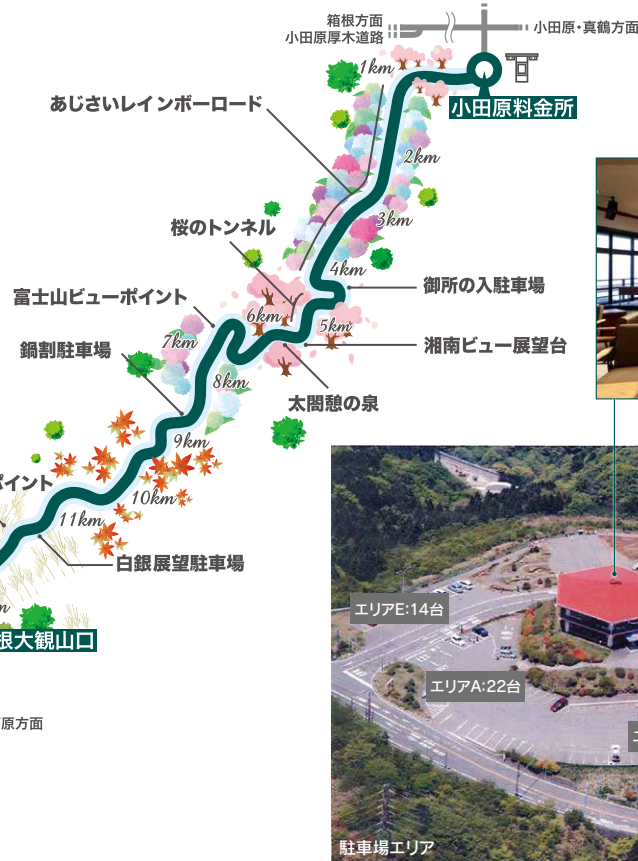 箱根方面
小田原厚木道路
小田原・真鶴方面
1km
小田原料金所
あじさいレインボーロード
2km
3km
桜のトンネル
4km
御所の入駐車場
富士山ビューポイント
6km
5km
7km
鍋割駐車場
湘南ビュー展望台
8km
太閤憩の泉
9km
ポイント
10km
11km
白銀展望駐車場
エリアE:14台
根大観山口
エリアA:22台
原方面
駐車場エリア